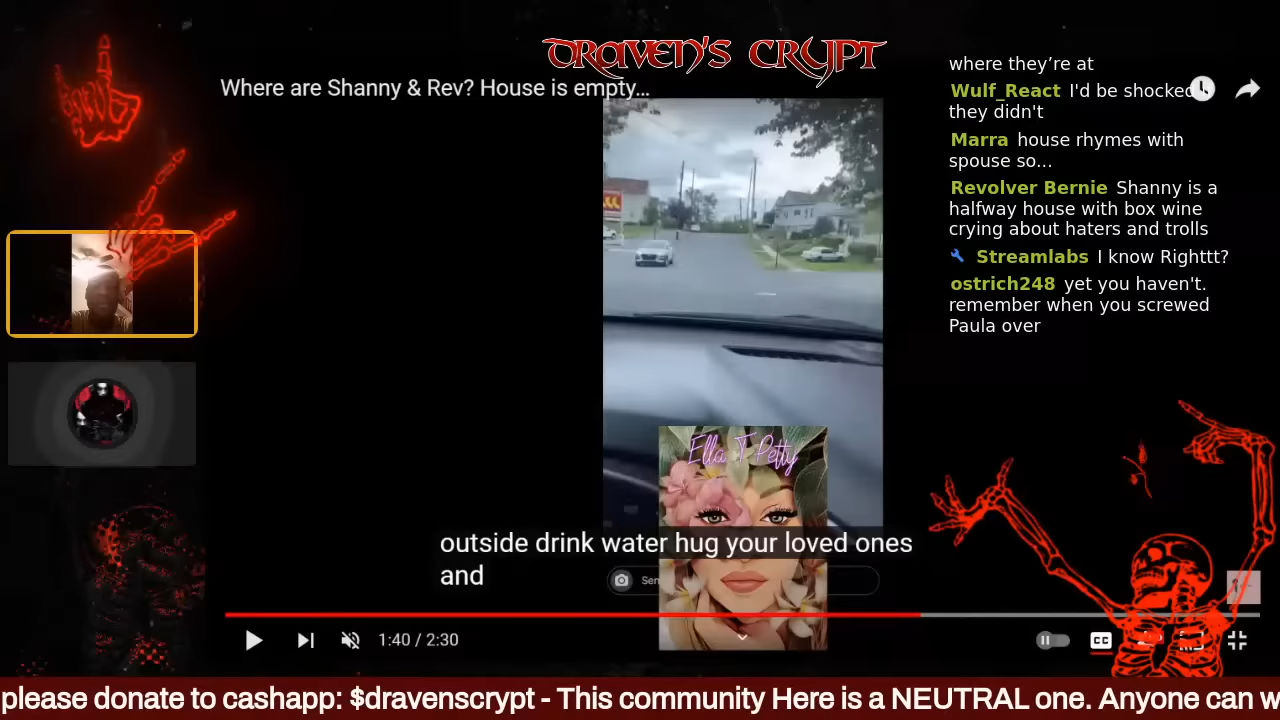 DRAVEN'S CRYPT
Where are Shanny & Rev? House is empty...
where they're at
Wulf_React I'd be shocked
they didn't
Marra house rhymes with
spouse so...
Revolver Bernie Shanny is a
halfway house with box wine
crying about haters and trolls
Streamlabs I know Righttt?
ostrich248 yet you haven't.
remember when you screwed
Paula over
Ella T Petty
outside drink water hug your loved ones
and
Sen
1:40 / 2:30
CC
please donate to cashapp: $dravenscrypt - This community Here is a NEUTRAL one. Anyone can w